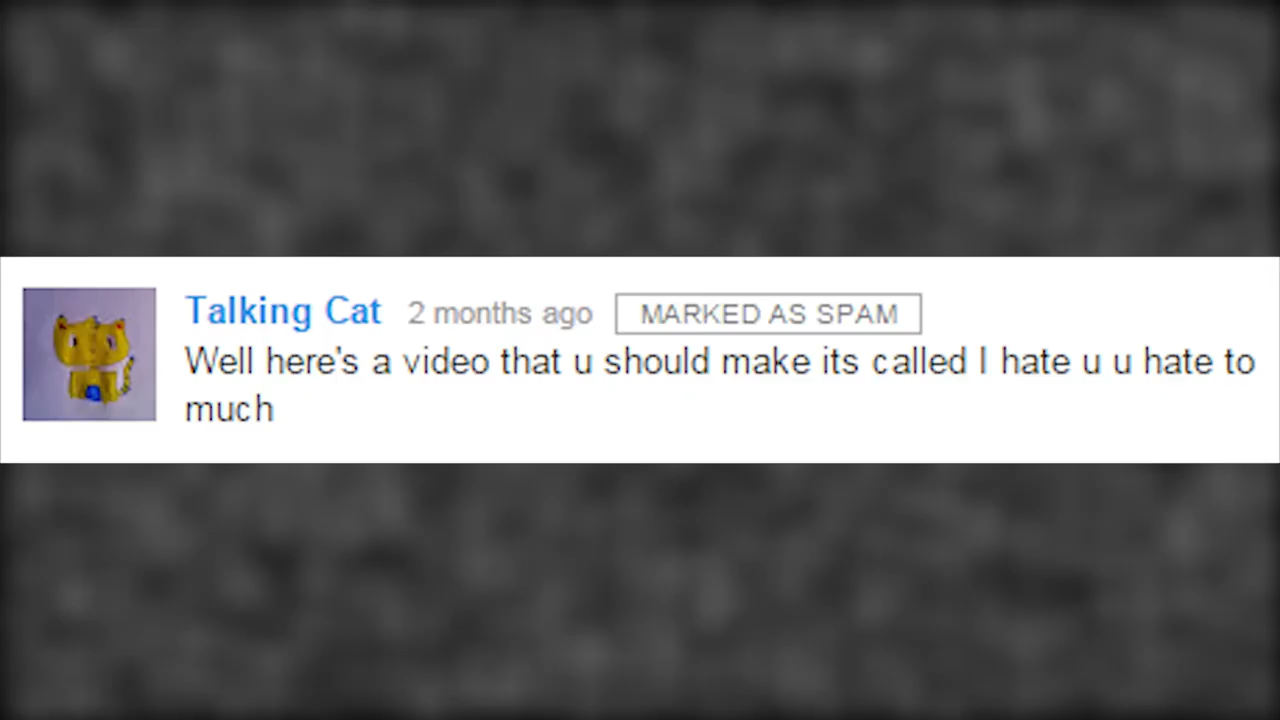 Talking Cat 2 months ago MARKED AS SPAM
Well here's a video that u should make its called I hate u u hate to
much